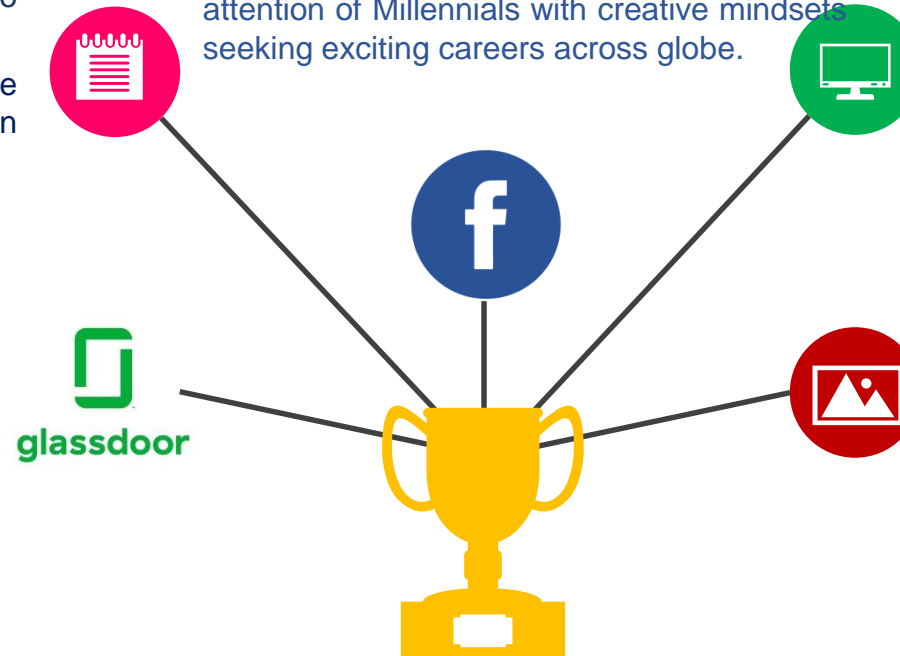 o
attention of Millennials with creative mindsets
seeking exciting careers across globe.
e
n
f
glassdoor